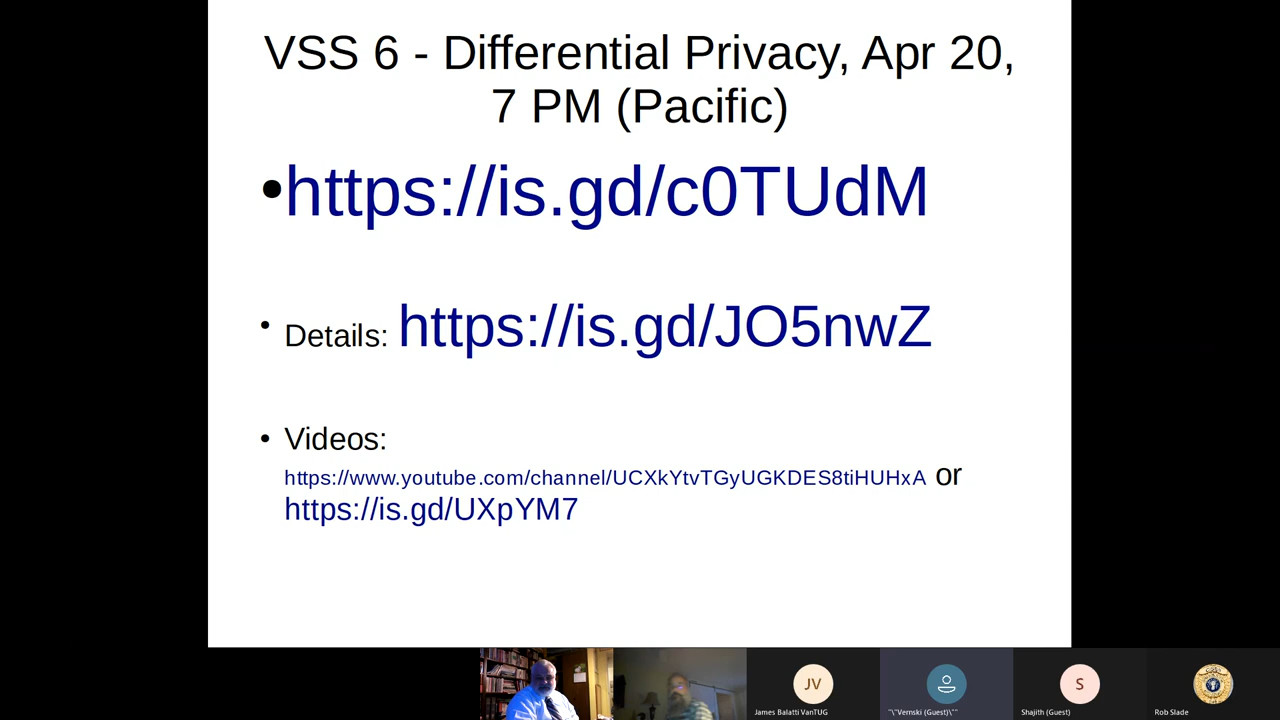 VSS 6 - Differential Privacy, Apr 20,
7 PM (Pacific)
•https://is.gd/c0TUdM
• Details: https://is.gd/JO5nwZ
• Videos:
https://www.youtube.com/channel/UCXkYtvTGyUGKDES8tiHUHxA or
https://is.gd/UXpYM7
JV
S
James Balatti VanTUG
"\"Vernski (Guest)\""
Shajith (Guest)
Rob Slade